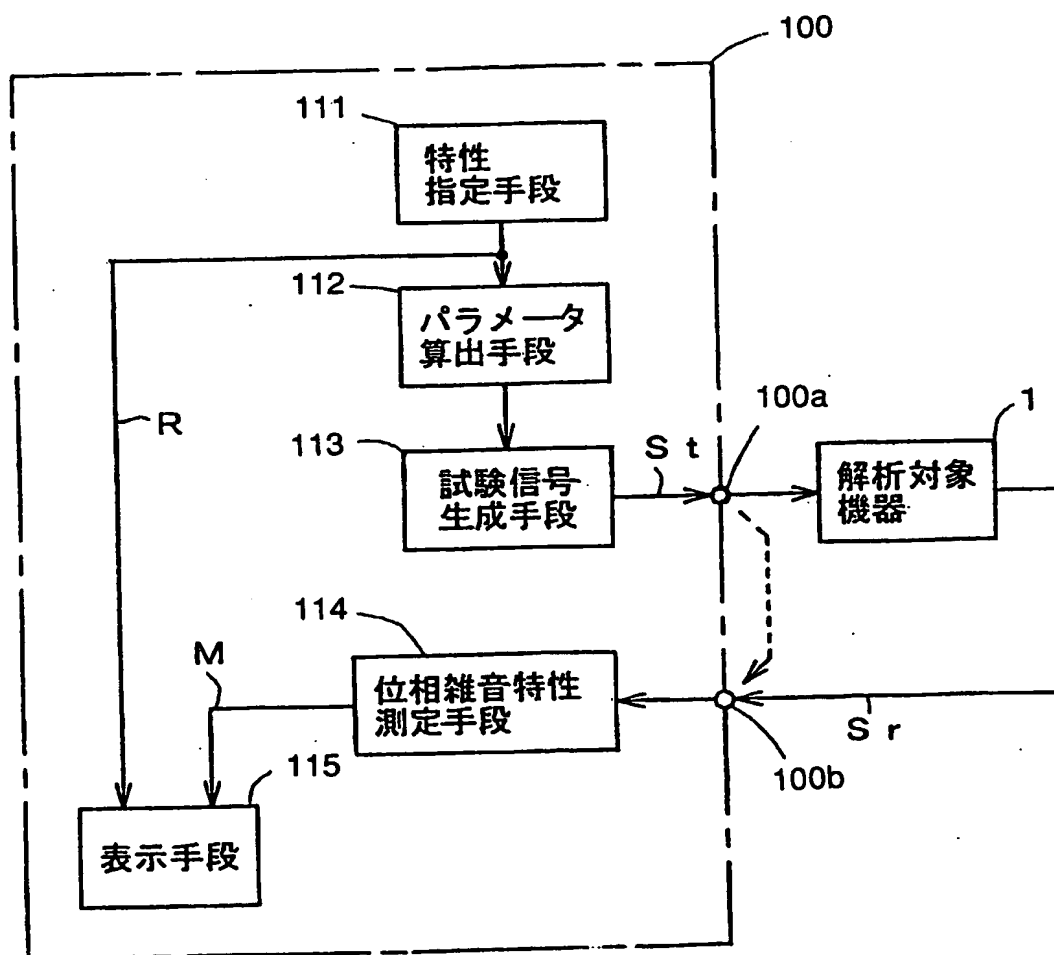 100
111
特性
指定手段
112
パラメータ
算出手段
R
113
試験信号
生成手段
St
100a
1
解析対象
機器
114
M
位相雑音特性
測定手段
Sr
100b
115
表示手段